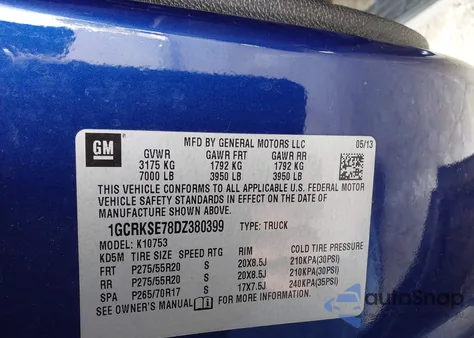 GM
MFD BY GENERAL MOTORS LLC 05/13
GVWR GAWR FRT GAWR RR
3175 KG 1792 KG 1792 KG
7000 LB 3950 LB 3950 LB
THIS VEHICLE CONFORMS TO ALL APPLICABLE U.S. FEDERAL MOTOR
VEHICLE SAFETY STANDARDS IN EFFECT ON THE DATE OF
MANUFACTURE SHOWN ABOVE.
1GCRKSE78DZ380399 TYPE: TRUCK
MODEL: K10753
KD5M TIRE SIZE SPEED RTG RIM COLD TIRE PRESSURE
FRT P275/55R20 S 20X8.5J 210KPA(30PSI)
RR P275/55R20 S 20X8.5J 210KPA(30PSI)
SPA P265/70R17 S 17X7.5J 240KPA(35PSI)
SEE OWNER'S MANUAL FOR MORE INFORMATION.
autoSnap